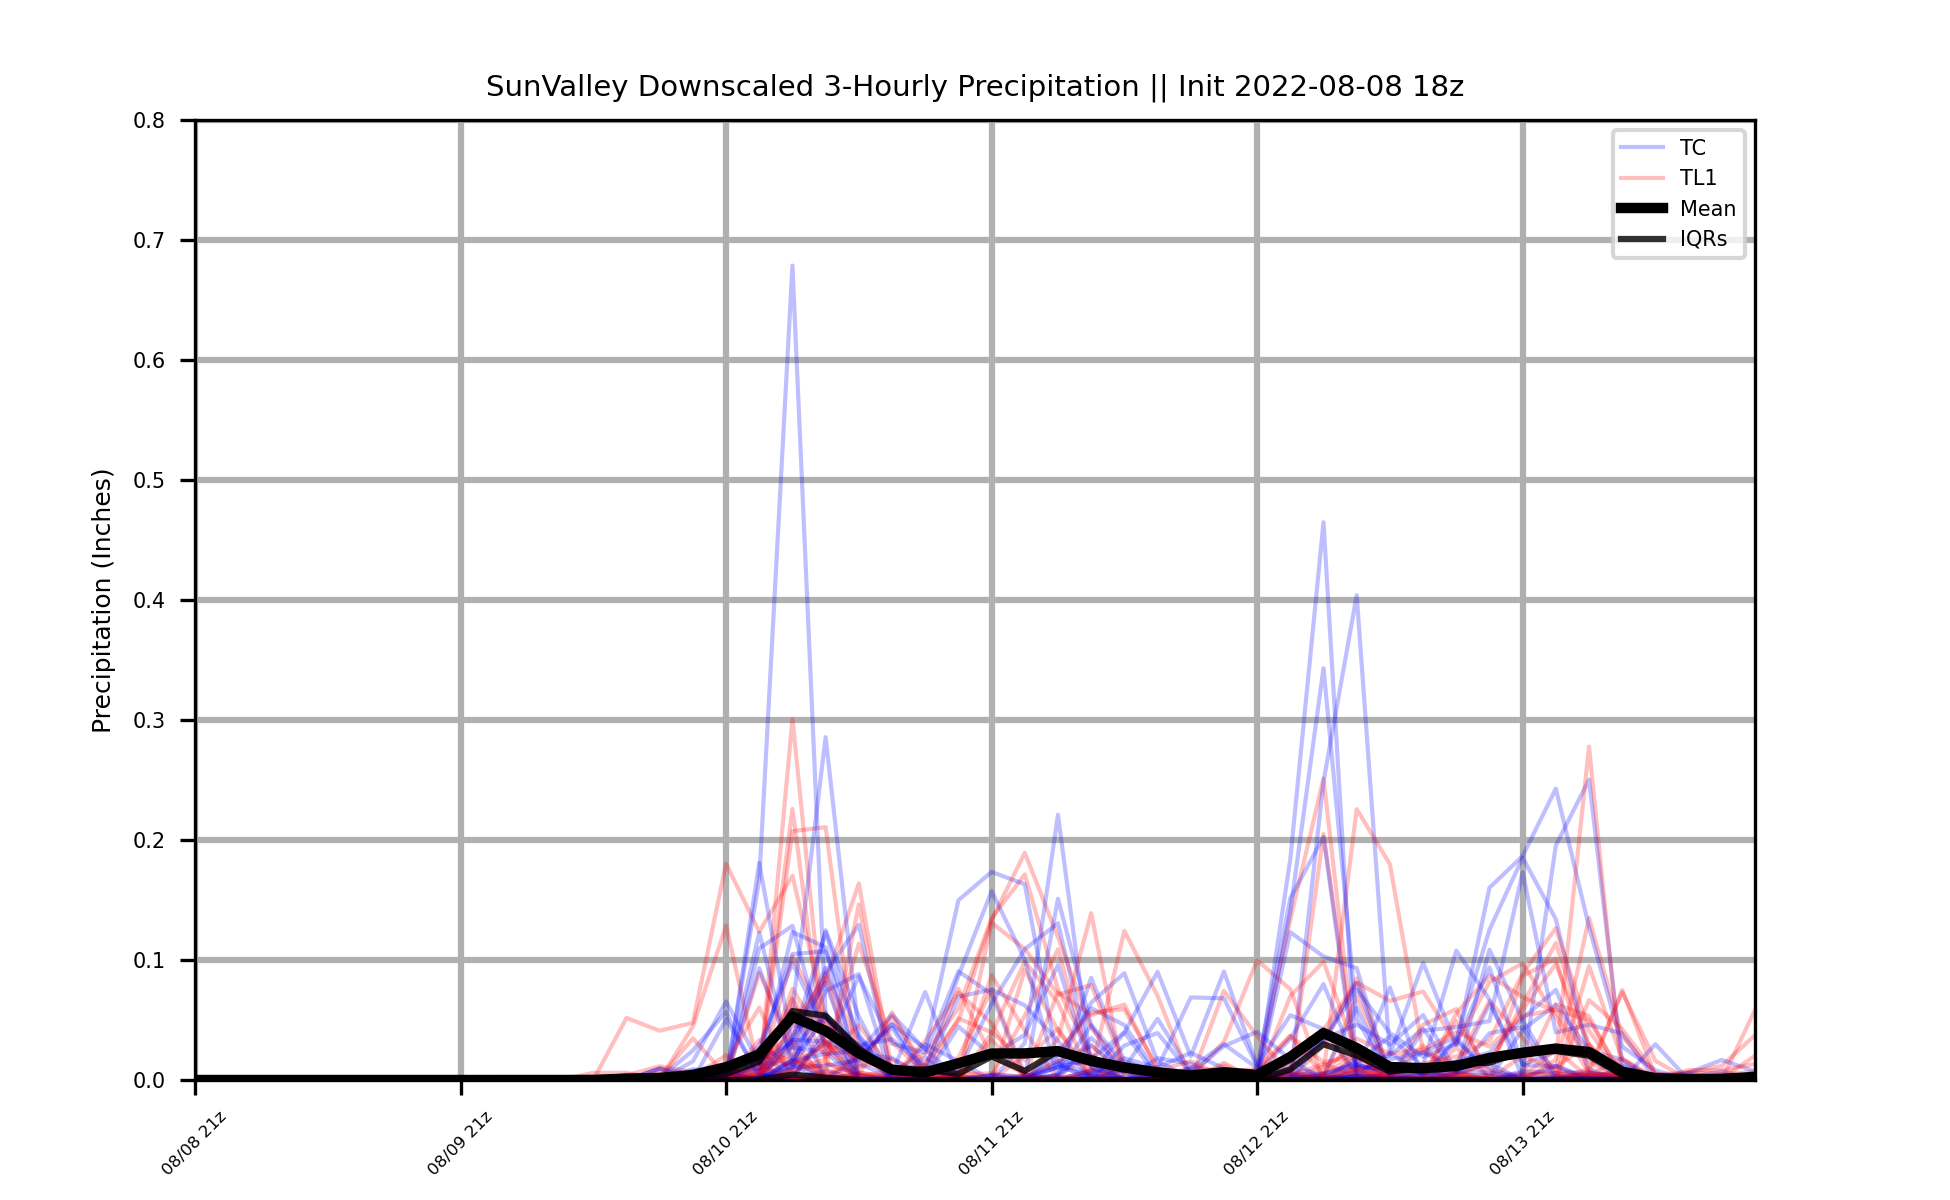 SunValley Downscaled 3-Hourly Precipitation || Init 2022-08-08 18z
TC
TL1
Mean
IQRs
Precipitation (Inches)
0.8
0.7
0.6
0.5
0.4
0.3
0.2
0.1
0.0
08/08 21z
08/09 21z
08/10 21z
08/11 21z
08/12 21z
08/13 21z